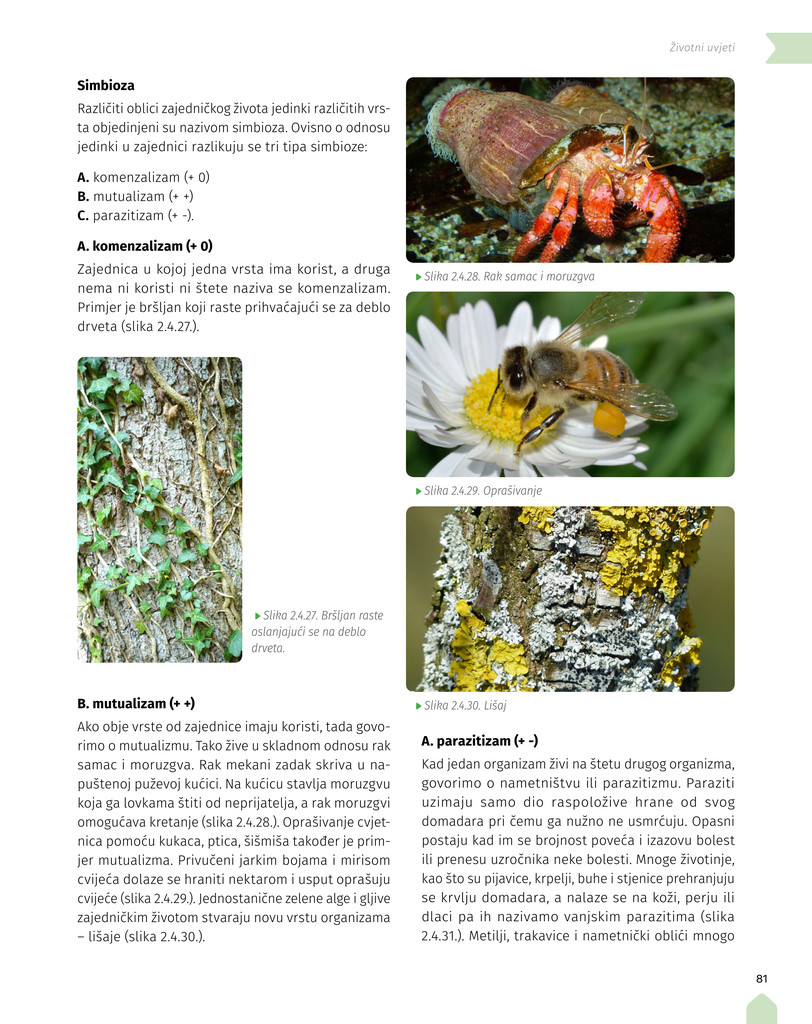 Životni uvjeti
Simbioza
Različiti oblici zajedničkog života jedinki različitih vrs-
ta objedinjeni su nazivom simbioza. Ovisno o odnosu
jedinki u zajednici razlikuju se tri tipa simbioze:
A. komenzalizam (+ 0)
B. mutualizam (+ +)
C. parazitizam (+ -).
A. komenzalizam (+ 0)
Zajednica u kojoj jedna vrsta ima korist, a druga
nema ni koristi ni štete naziva se komenzalizam.
Primjer je bršljan koji raste prihvaćajući se za deblo
drveta (slika 2.4.27.).
Slika 2.4.27. Bršljan raste
oslanjajući se na deblo
drveta.
B. mutualizam (+ +)
Ako obje vrste od zajednice imaju koristi, tada govo-
rimo o mutualizmu. Tako žive u skladnom odnosu rak
samac i moruzgva. Rak mekani zadak skriva u na-
puštenoj puževoj kućici. Na kućicu stavlja moruzgvu
koja ga lovkama štiti od neprijatelja, a rak moruzgvi
omogućava kretanje (slika 2.4.28.). Oprašivanje cvjet-
nica pomoću kukaca, ptica, šišmiša također je prim-
jer mutualizma. Privučeni jarkim bojama i mirisom
cvijeća dolaze se hraniti nektarom i usput oprašuju
cvijeće (slika 2.4.29.). Jednostanične zelene alge i gljive
zajedničkim životom stvaraju novu vrstu organizama
– lišaje (slika 2.4.30.).
Slika 2.4.28. Rak samac i moruzgva
Slika 2.4.29. Oprašivanje
Slika 2.4.30. Lišaj
A. parazitizam (+ -)
Kad jedan organizam živi na štetu drugog organizma,
govorimo o nametništvu ili parazitizmu. Paraziti
uzimaju samo dio raspoložive hrane od svog
domadara pri čemu ga nužno ne usmrćuju. Opasni
postaju kad im se brojnost poveća i izazovu bolest
ili prenesu uzročnika neke bolesti. Mnoge životinje,
kao što su pijavice, krpelji, buhe i stjenice prehranjuju
se krvlju domadara, a nalaze se na koži, perju ili
dlaci pa ih nazivamo vanjskim parazitima (slika
2.4.31.). Metilji, trakavice i nametnički oblići mnogo
81